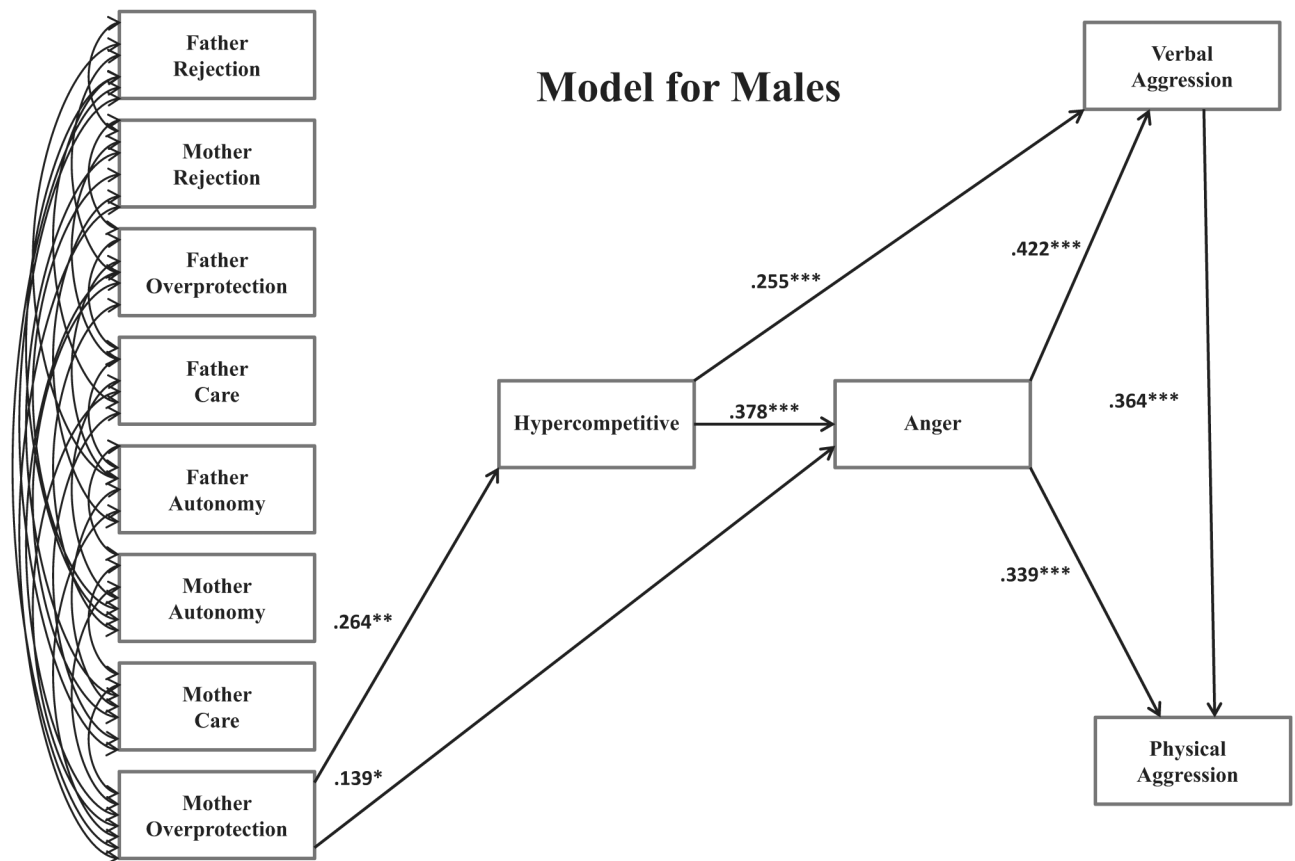 Model for Males
Father
Rejection
Mother
Rejection
Father
Overprotection
Father
Care
Father
Autonomy
Mother
Autonomy
Mother
Care
Mother
Overprotection
.264**
.139*
Hypercompetitive
.378***
.255***
Anger
.422***
.339***
.364***
Verbal
Aggression
Physical
Aggression